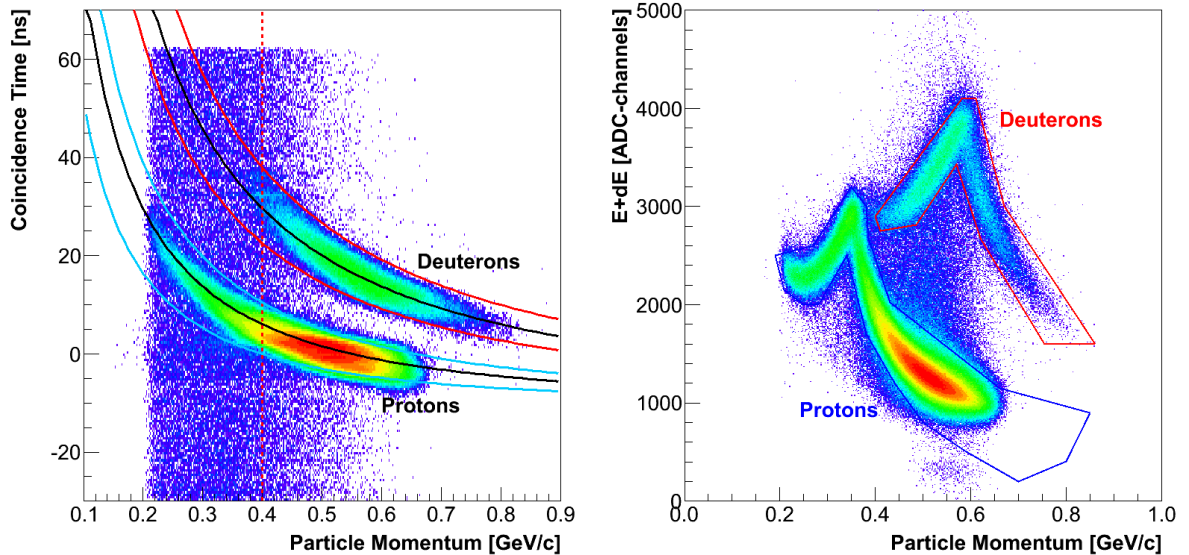 Coincidence Time [ns]
60
40
20
0
-20
Deuterons
Protons
0.1 0.2 0.3 0.4 0.5 0.6 0.7 0.8 0.9
Particle Momentum [GeV/c]
E+dE [ADC-channels]
5000
4000
3000
2000
1000
0
Deuterons
Protons
0.0 0.2 0.4 0.6 0.8 1.0
Particle Momentum [GeV/c]